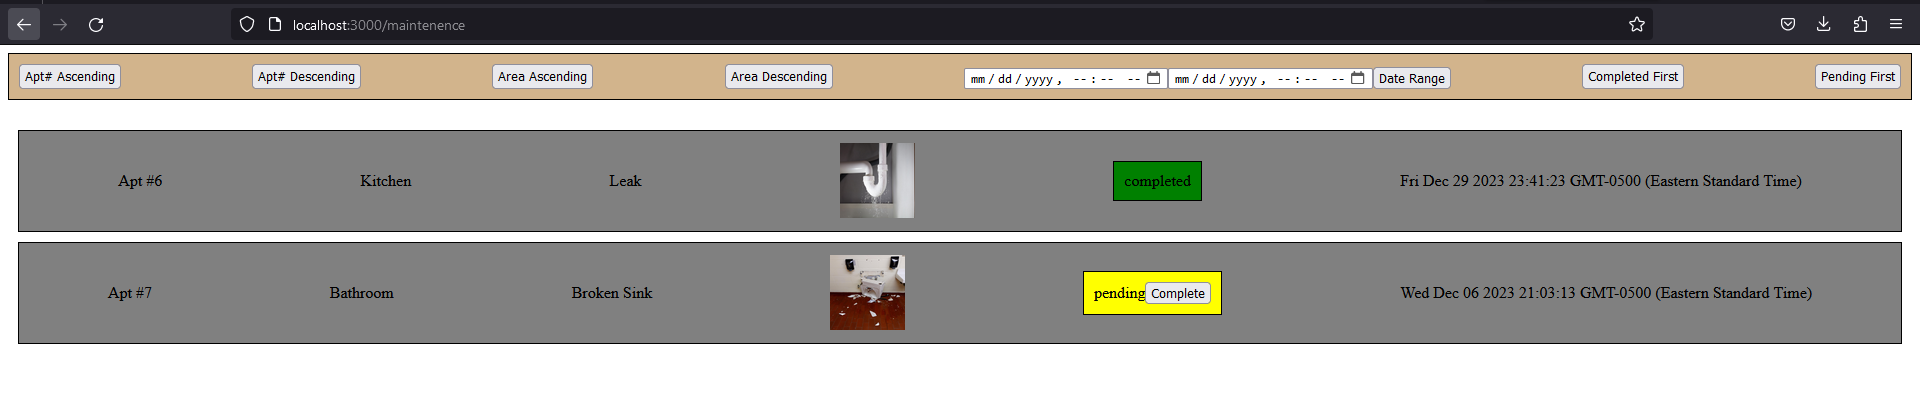 localhost:3000/maintenence
Apt# Ascending Apt# Descending Area Ascending Area Descending mm/dd/yyyy, --:-- -- mm/dd/yyyy, --:-- -- Date Range Completed First Pending First
Apt #6 Kitchen Leak completed Fri Dec 29 2023 23:41:23 GMT-0500 (Eastern Standard Time)
Apt #7 Bathroom Broken Sink pending Complete Wed Dec 06 2023 21:03:13 GMT-0500 (Eastern Standard Time)